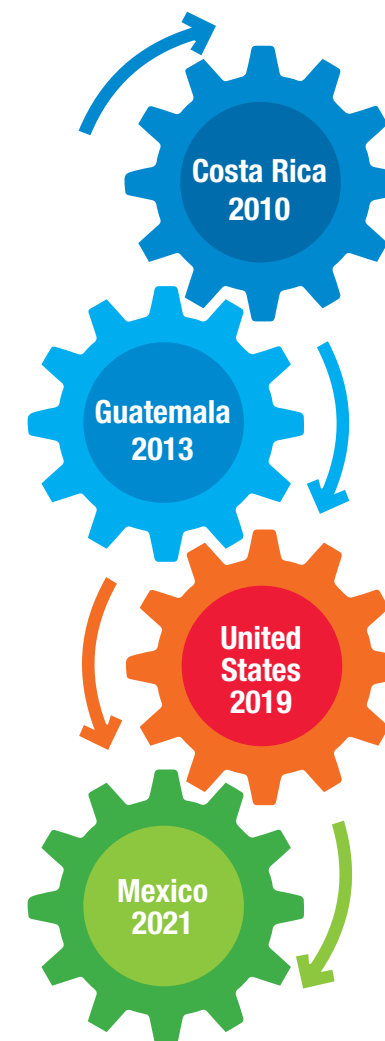 Costa Rica
2010
Guatemala
2013
United
States
2019
Mexico
2021